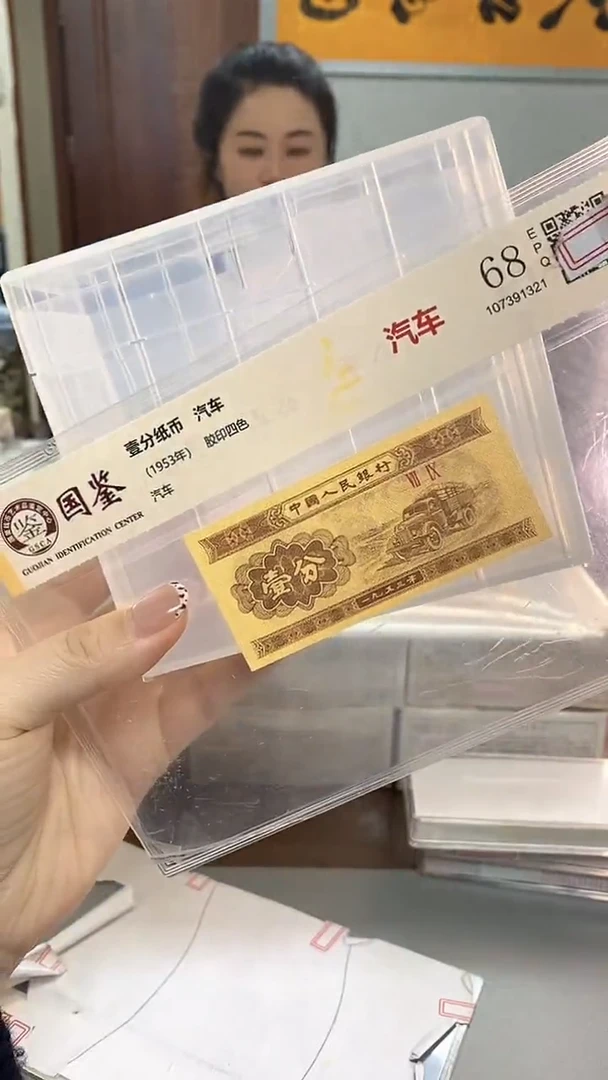 68
EPQ
107391321
汽车
壹分纸币 汽车
(1953年) 胶印四色
汽车
国鉴
GSCA
GUOJIAN IDENTIFICATION CENTER
中國人民銀行
VII IX
壹分
一九五三年